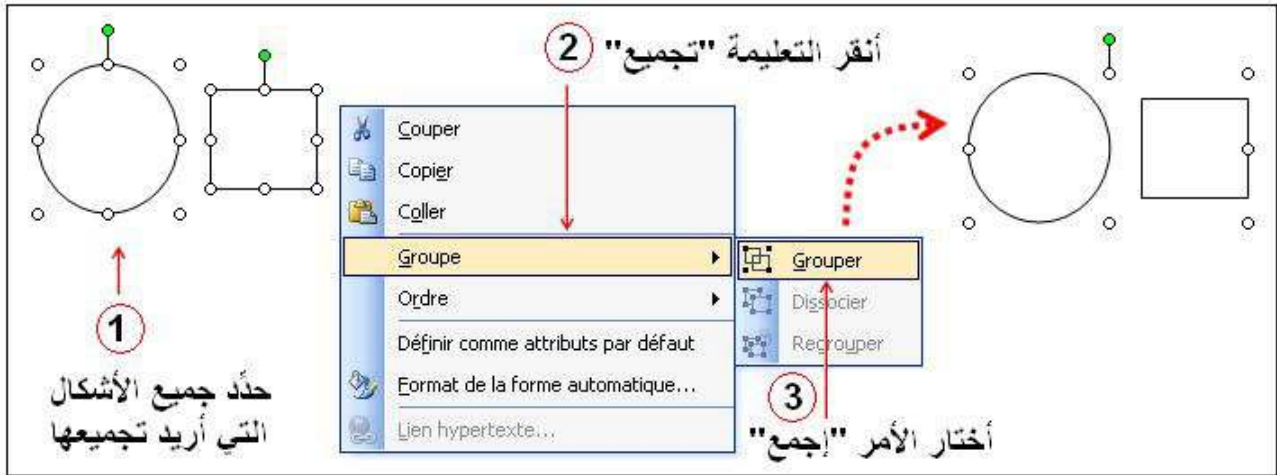 2 أنقر التعليمة "تجميع"
Couper
Copier
Coller
Groupe
Grouper
Ordre
Dissocier
Définir comme attributs par défaut
Regrouper
Format de la forme automatique...
Lien hypertexte...
1
حدّد جميع الأشكال
التي أريد تجميعها
3
أختار الأمر "إجمع"